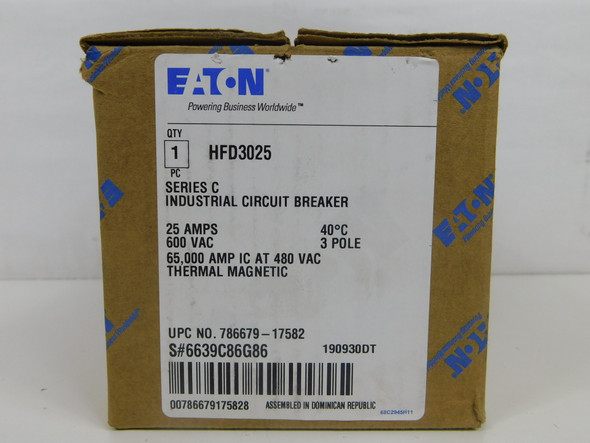 EATON
Powering Business Worldwide™
QTY
1 HFD3025
PC
SERIES C
INDUSTRIAL CIRCUIT BREAKER
25 AMPS 40°C
600 VAC 3 POLE
65,000 AMP IC AT 480 VAC
THERMAL MAGNETIC
UPC NO. 786679-17582
S#6639C86G86 190930DT
00786679175828 ASSEMBLED IN DOMINICAN REPUBLIC